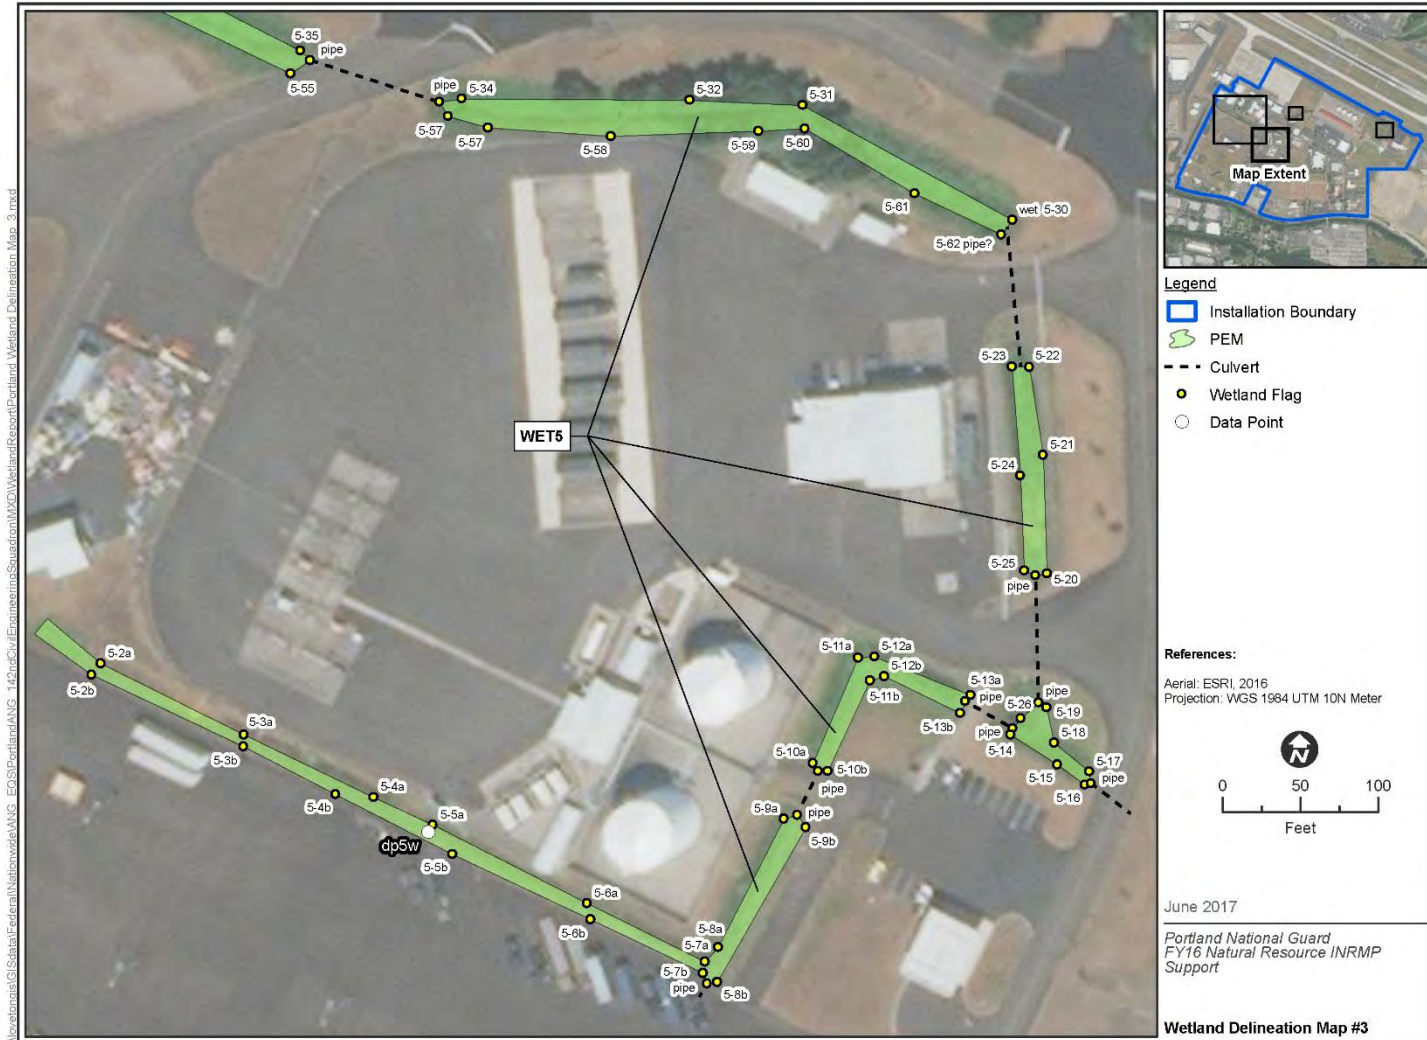 5-35
pipe
5-55
pipe
5-34
5-32
5-31
5-57
5-57
5-58
5-59
5-60
5-61
wet 5-30
5-62 pipe?
5-23
5-22
5-21
WET5
5-24
5-25
pipe
5-20
5-2a
5-2b
5-11a
5-12a
5-12b
5-11b
5-13a
pipe
5-13b
pipe
5-26
5-19
5-18
pipe
5-14
5-15
5-17
pipe
5-16
5-3a
5-3b
5-10a
5-10b
pipe
5-4a
5-4b
5-9a
pipe
5-9b
5-5a
dp5w
5-5b
5-6a
5-6b
5-8a
5-7a
5-7b
pipe
5-8b
Map Extent
Legend
Installation Boundary
PEM
Culvert
Wetland Flag
Data Point
References:
Aerial: ESRI, 2016
Projection: WGS 1984 UTM 10N Meter
N
0 50 100
Feet
June 2017
Portland National Guard
FY16 Natural Resource INRMP
Support
Wetland Delineation Map #3